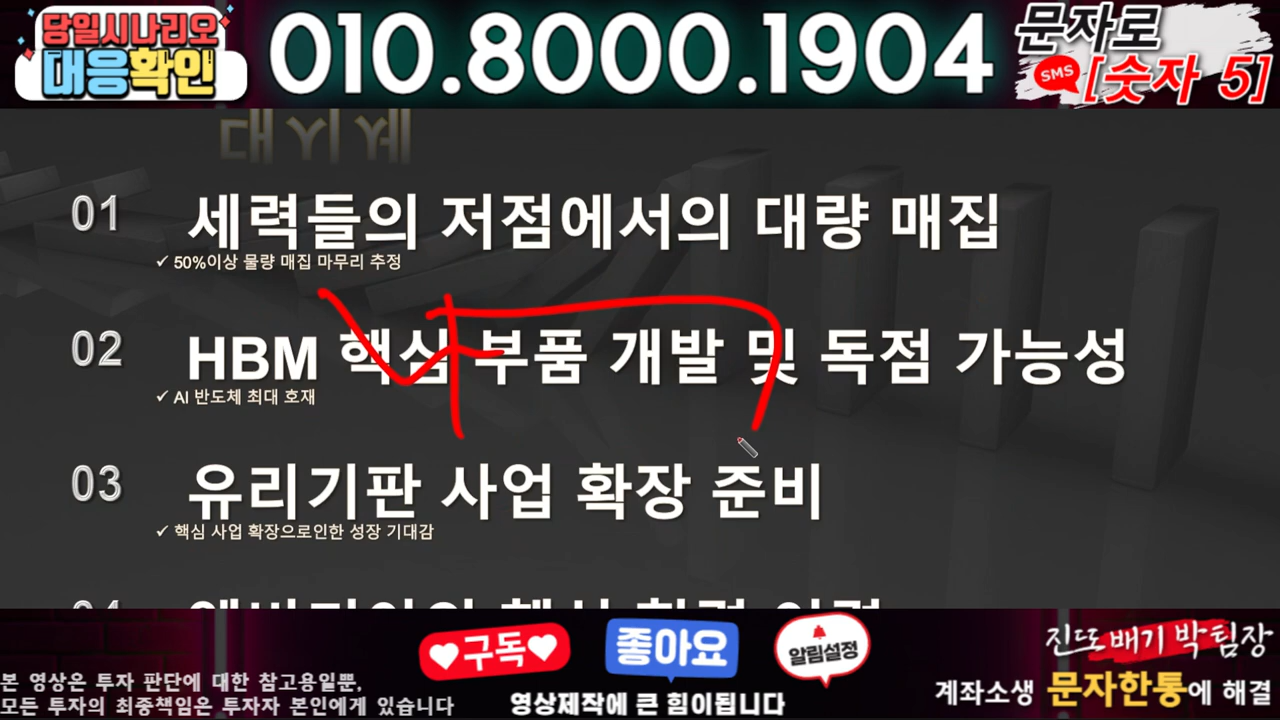 당일시나리오
대응확인
010.8000.1904
문자로
SMS
[숫자 5]
01 세력들의 저점에서의 대량 매집
✓ 50%이상 물량 매집 마무리 추정
02 HBM 핵심 부품 개발 및 독점 가능성
✓ AI 반도체 최대 호재
03 유리기판 사업 확장 준비
✓ 핵심 사업 확장으로인한 성장 기대감
구독
좋아요
알림설정
진또배기 박팀장
본 영상은 투자 판단에 대한 참고용일뿐,
모든 투자의 최종책임은 투자자 본인에게 있습니다
영상제작에 큰 힘이됩니다
계좌소생 문자한통에 해결